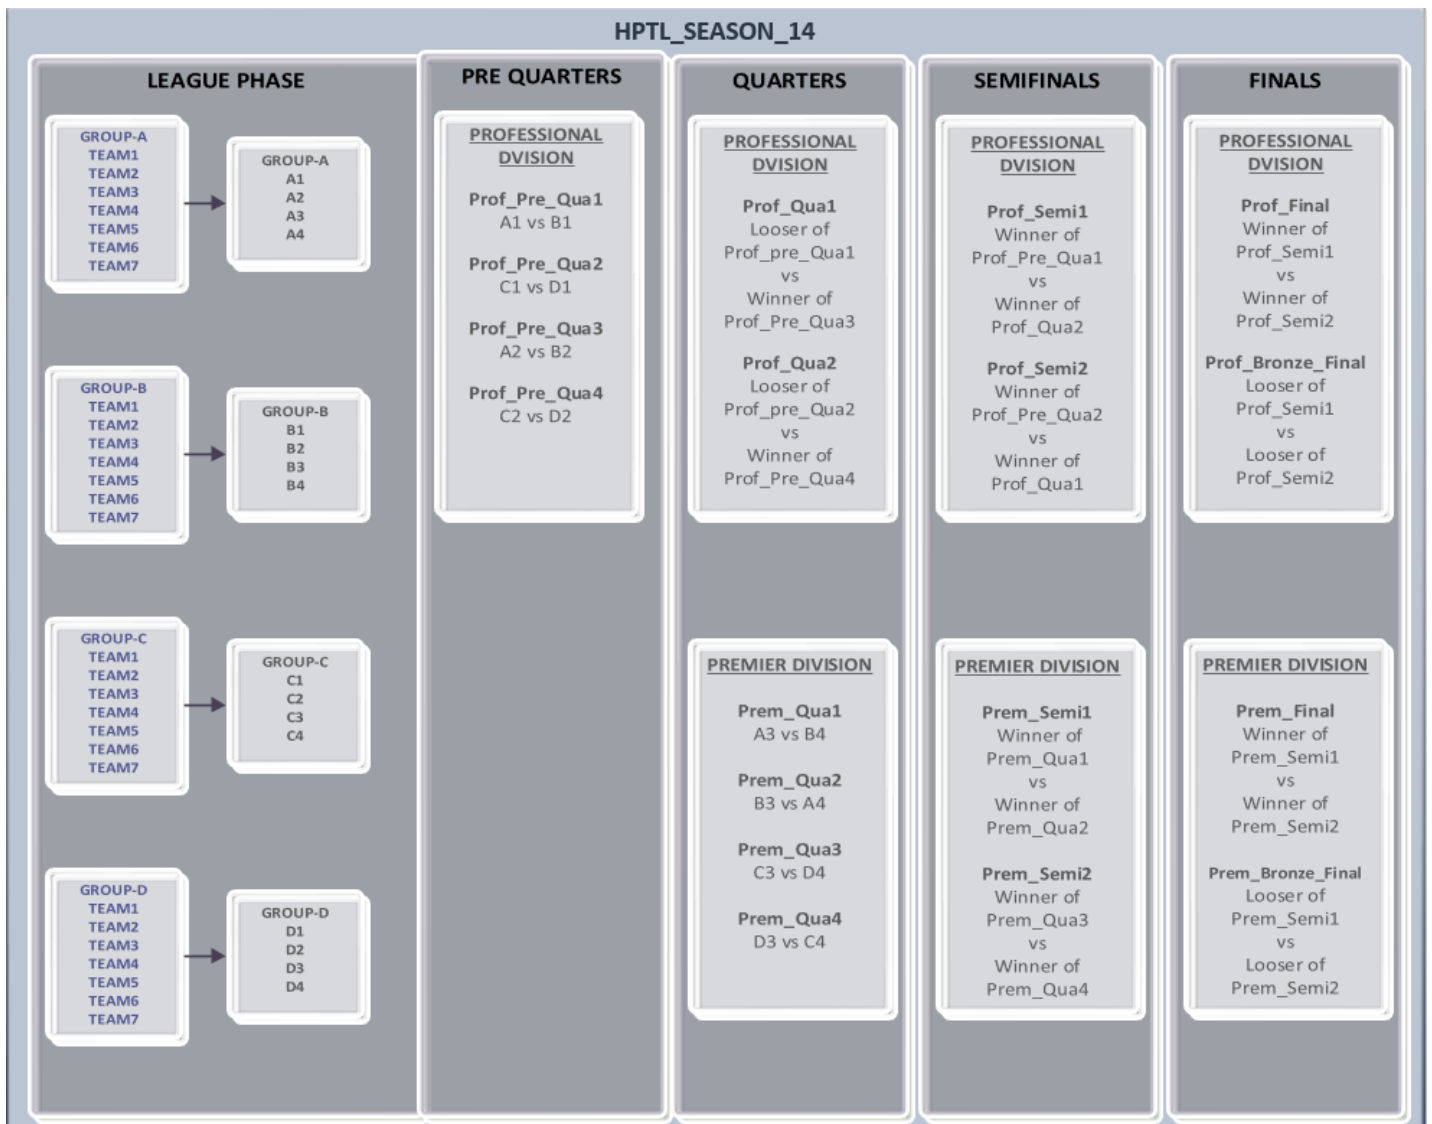 HPTL_SEASON_14
LEAGUE PHASE
GROUP-A
TEAM1
TEAM2
TEAM3
TEAM4
TEAM5
TEAM6
TEAM7
GROUP-A
A1
A2
A3
A4
GROUP-B
TEAM1
TEAM2
TEAM3
TEAM4
TEAM5
TEAM6
TEAM7
GROUP-B
B1
B2
B3
B4
GROUP-C
TEAM1
TEAM2
TEAM3
TEAM4
TEAM5
TEAM6
TEAM7
GROUP-C
C1
C2
C3
C4
GROUP-D
TEAM1
TEAM2
TEAM3
TEAM4
TEAM5
TEAM6
TEAM7
GROUP-D
D1
D2
D3
D4
PRE QUARTERS
PROFESSIONAL
DVISION
Prof_Pre_Qua1
A1 vs B1
Prof_Pre_Qua2
C1 vs D1
Prof_Pre_Qua3
A2 vs B2
Prof_Pre_Qua4
C2 vs D2
QUARTERS
PROFESSIONAL
DVISION
Prof_Qua1
Looser of
Prof_pre_Qua1
vs
Winner of
Prof_Pre_Qua3
Prof_Qua2
Looser of
Prof_pre_Qua2
vs
Winner of
Prof_Pre_Qua4
PREMIER DIVISION
Prem_Qua1
A3 vs B4
Prem_Qua2
B3 vs A4
Prem_Qua3
C3 vs D4
Prem_Qua4
D3 vs C4
SEMIFINALS
PROFESSIONAL
DVISION
Prof_Semi1
Winner of
Prof_Pre_Qua1
vs
Winner of
Prof_Qua2
Prof_Semi2
Winner of
Prof_Pre_Qua2
vs
Winner of
Prof_Qua1
PREMIER DIVISION
Prem_Semi1
Winner of
Prem_Qua1
vs
Winner of
Prem_Qua2
Prem_Semi2
Winner of
Prem_Qua3
vs
Winner of
Prem_Qua4
FINALS
PROFESSIONAL
DVISION
Prof_Final
Winner of
Prof_Semi1
vs
Winner of
Prof_Semi2
Prof_Bronze_Final
Looser of
Prof_Semi1
vs
Looser of
Prof_Semi2
PREMIER DIVISION
Prem_Final
Winner of
Prem_Semi1
vs
Winner of
Prem_Semi2
Prem_Bronze_Final
Looser of
Prem_Semi1
vs
Looser of
Prem_Semi2